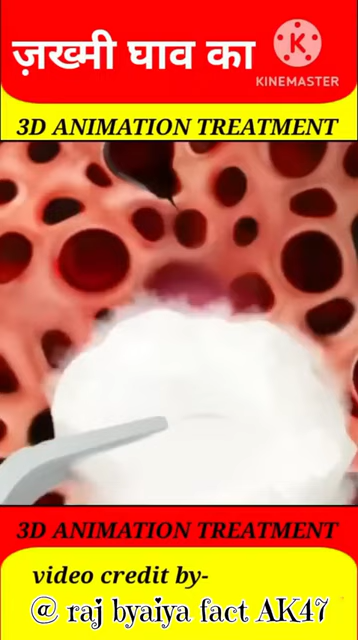 ज़ख्मी घाव का
KINEMASTER
3D ANIMATION TREATMENT
3D ANIMATION TREATMENT
video credit by-
@ raj byaiya fact AK47